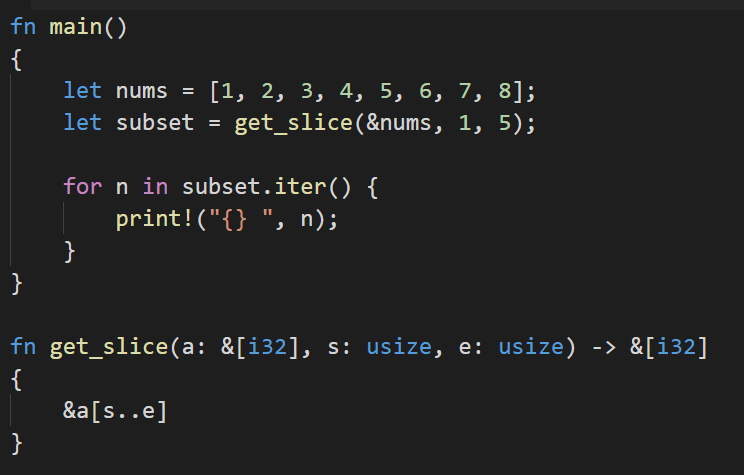 fn main()
{
    let nums = [1, 2, 3, 4, 5, 6, 7, 8];
    let subset = get_slice(&nums, 1, 5);

    for n in subset.iter() {
        print!("{} ", n);
    }
}

fn get_slice(a: &[i32], s: usize, e: usize) -> &[i32]
{
    &a[s..e]
}